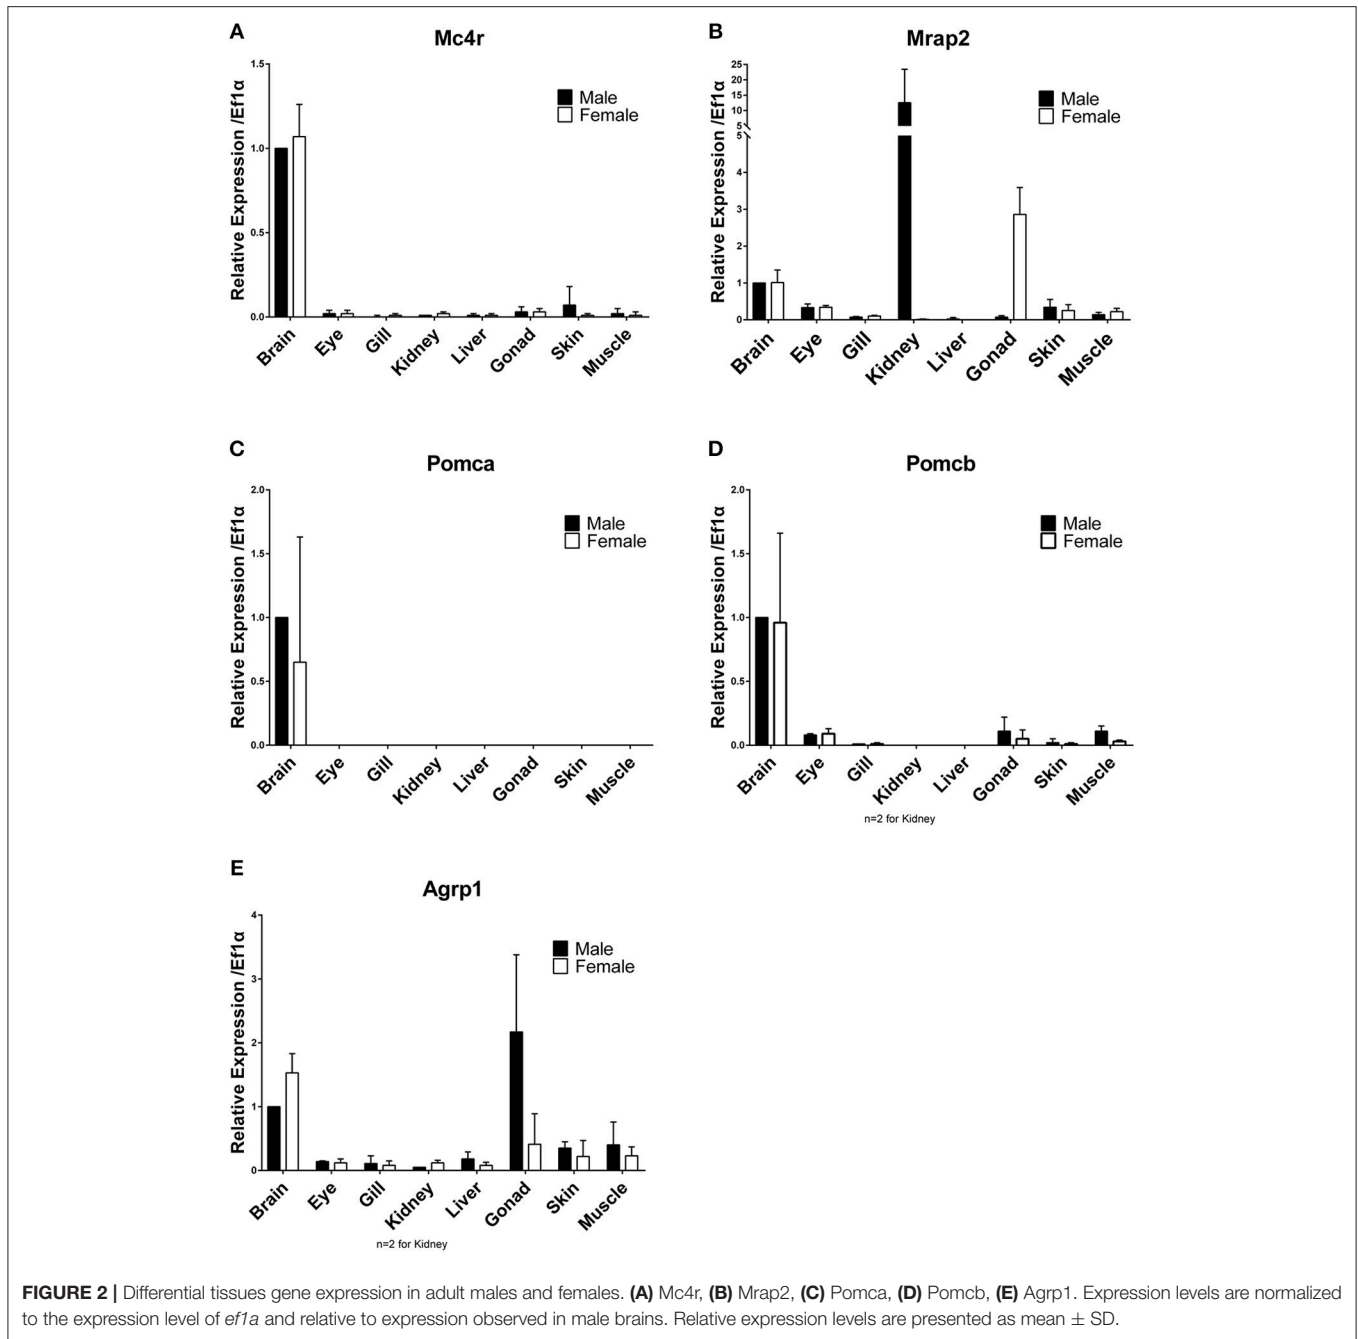 A
Mc4r
Relative Expression /Ef1α
1.5
1.0
0.5
0.0
Male
Female
Brain
Eye
Gill
Kidney
Liver
Gonad
Skin
Muscle
B
Mrap2
Relative Expression /Ef1α
25
20
15
10
5
5
4
3
2
1
0
Male
Female
Brain
Eye
Gill
Kidney
Liver
Gonad
Skin
Muscle
C
Pomca
Relative Expression /Ef1α
2.0
1.5
1.0
0.5
0.0
Male
Female
Brain
Eye
Gill
Kidney
Liver
Gonad
Skin
Muscle
D
Pomcb
Relative Expression /Ef1α
2.0
1.5
1.0
0.5
0.0
Male
Female
Brain
Eye
Gill
Kidney
Liver
Gonad
Skin
Muscle
n=2 for Kidney
E
Agrp1
Relative Expression /Ef1α
4
3
2
1
0
Male
Female
Brain
Eye
Gill
Kidney
Liver
Gonad
Skin
Muscle
n=2 for Kidney
FIGURE 2 | Differential tissues gene expression in adult males and females. (A) Mc4r, (B) Mrap2, (C) Pomca, (D) Pomcb, (E) Agrp1. Expression levels are normalized
to the expression level of ef1a and relative to expression observed in male brains. Relative expression levels are presented as mean ± SD.